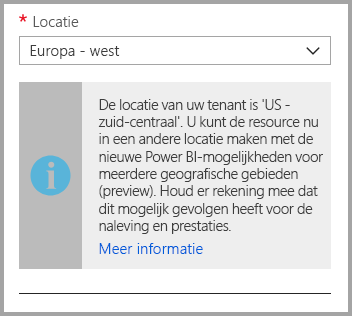 * Locatie
Europa - west
De locatie van uw tenant is 'US -
zuid-centraal'. U kunt de resource nu
in een andere locatie maken met de
nieuwe Power BI-mogelijkheden voor
meerdere geografische gebieden
(preview). Houd er rekening mee dat
dit mogelijk gevolgen heeft voor de
naleving en prestaties.
Meer informatie